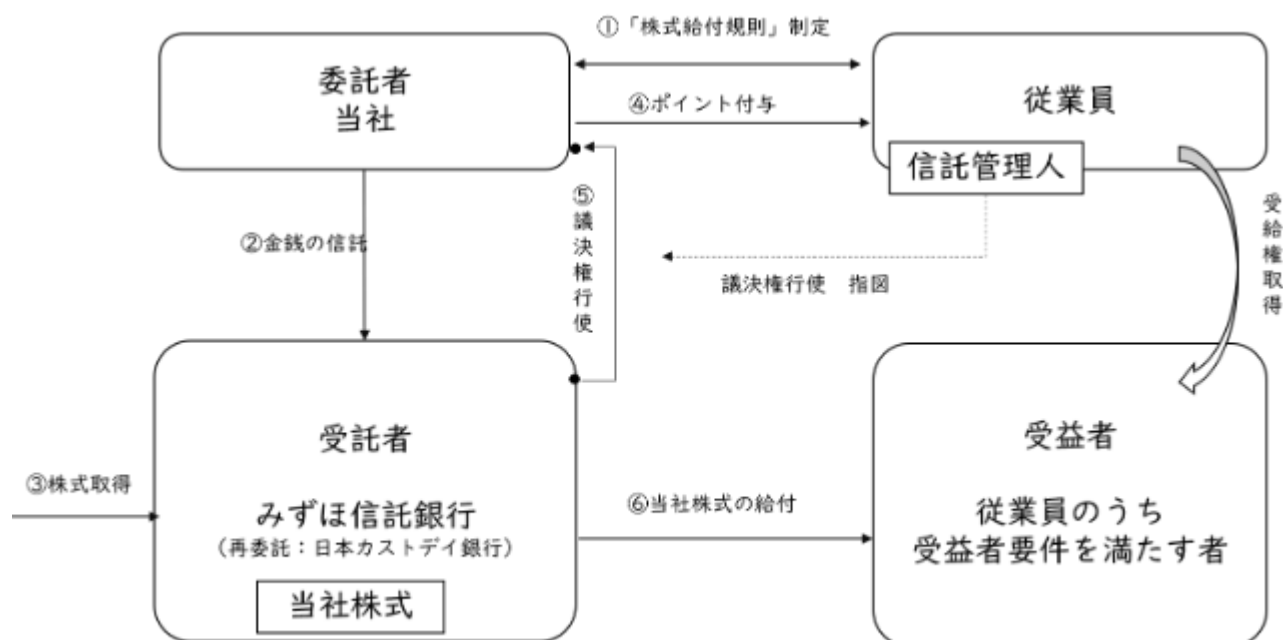 ①「株式給付規則」制定
委託者
当社
④ポイント付与
従業員
信託管理人
②金銭の信託
⑤議決権行使
議決権行使　指図
受給権取得
受託者
③株式取得
みずほ信託銀行
（再委託：日本カストデイ銀行）
当社株式
⑥当社株式の給付
受益者
従業員のうち
受益者要件を満たす者